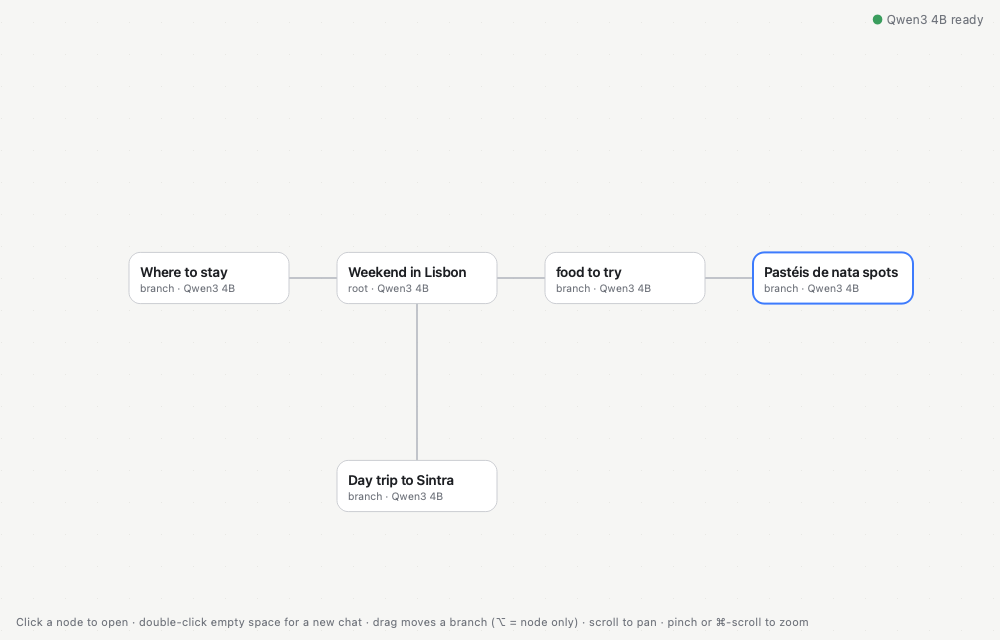 Qwen3 4B ready
Where to stay
branch · Qwen3 4B
Weekend in Lisbon
root · Qwen3 4B
food to try
branch · Qwen3 4B
Pastéis de nata spots
branch · Qwen3 4B
Day trip to Sintra
branch · Qwen3 4B
Click a node to open · double-click empty space for a new chat · drag moves a branch (⌥ = node only) · scroll to pan · pinch or ⌘-scroll to zoom